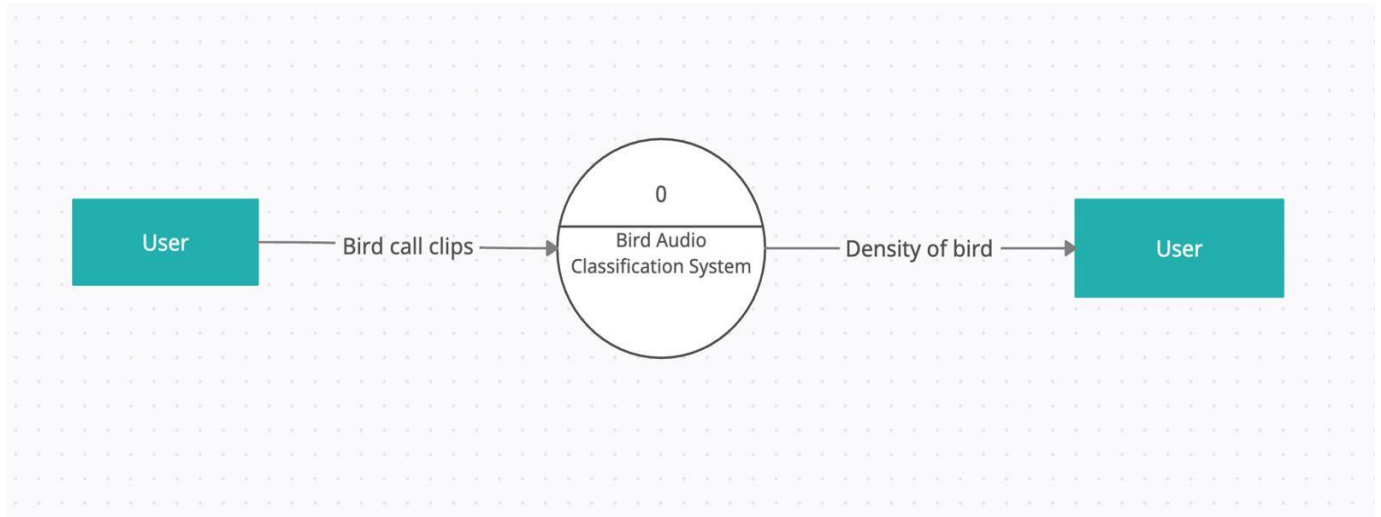 User
Bird call clips
0
Bird Audio
Classification System
Density of bird
User